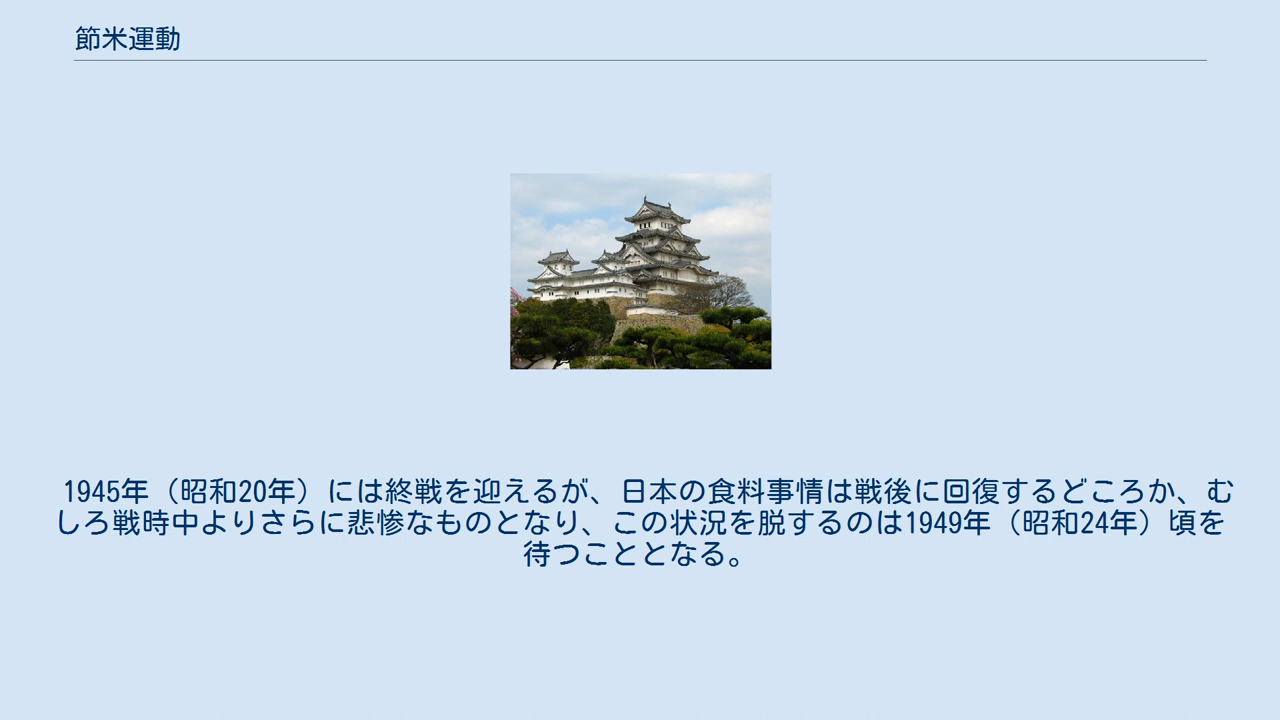 節米運動
1945年（昭和20年）には終戦を迎えるが、日本の食料事情は戦後に回復するどころか、む
しろ戦時中よりさらに悲惨なものとなり、この状況を脱するのは1949年（昭和24年）頃を
待つこととなる。